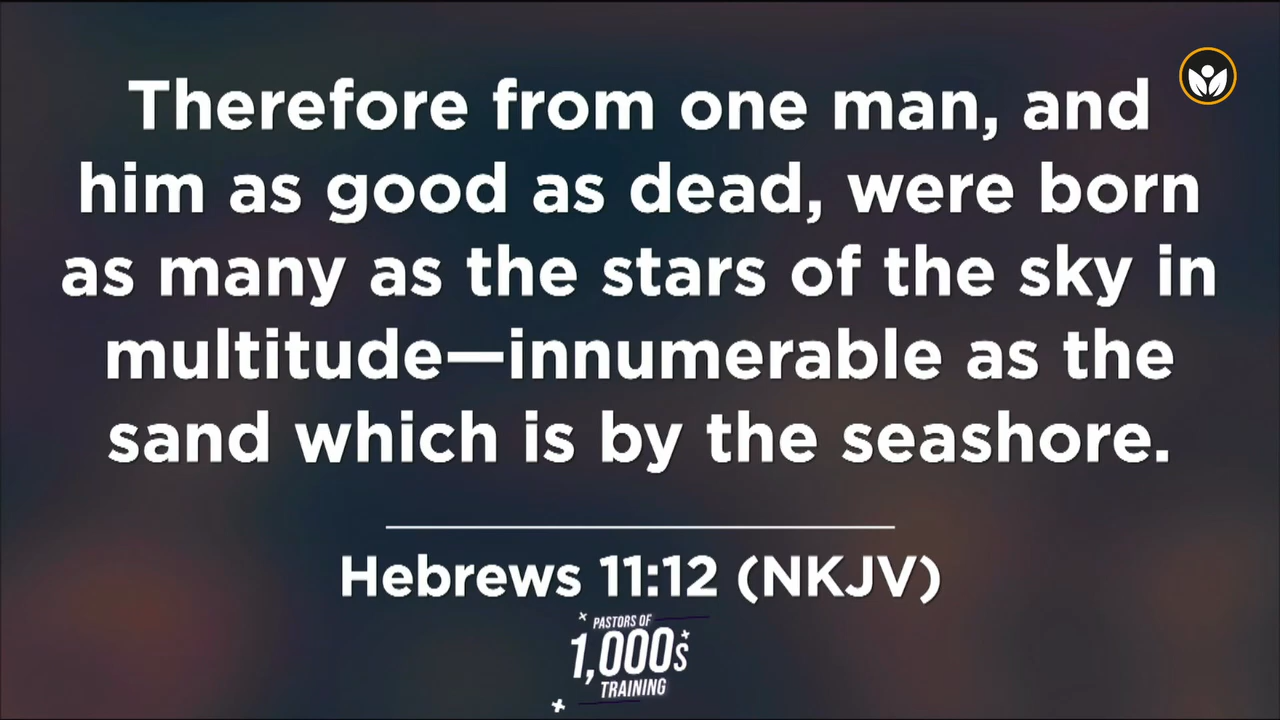 Therefore from one man, and
him as good as dead, were born
as many as the stars of the sky in
multitude—innumerable as the
sand which is by the seashore.
Hebrews 11:12 (NKJV)
PASTORS OF
1,000s
TRAINING